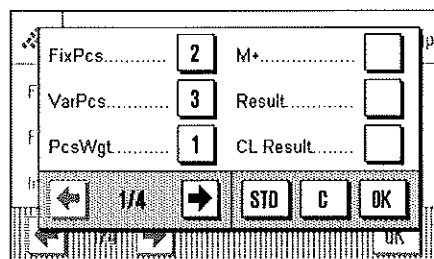 FixPcs............ 2 M+..................
VarPcs............ 3 Result.............
PcsWgt............ 1 CL Result.........
1/4 STD C OK